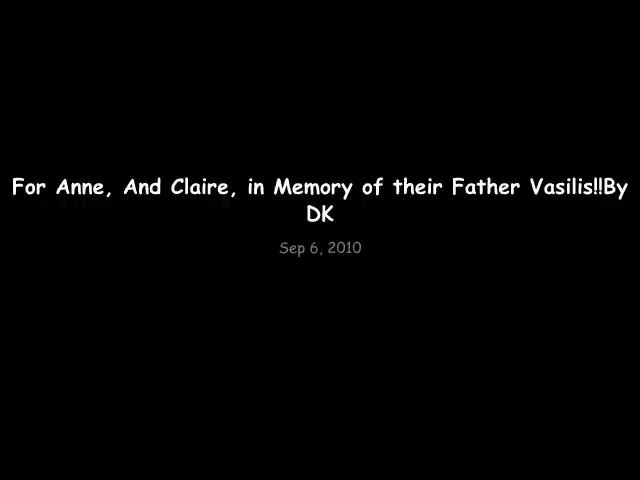 For Anne, And Claire, in Memory of their Father Vasilis!!By
DK
Sep 6, 2010